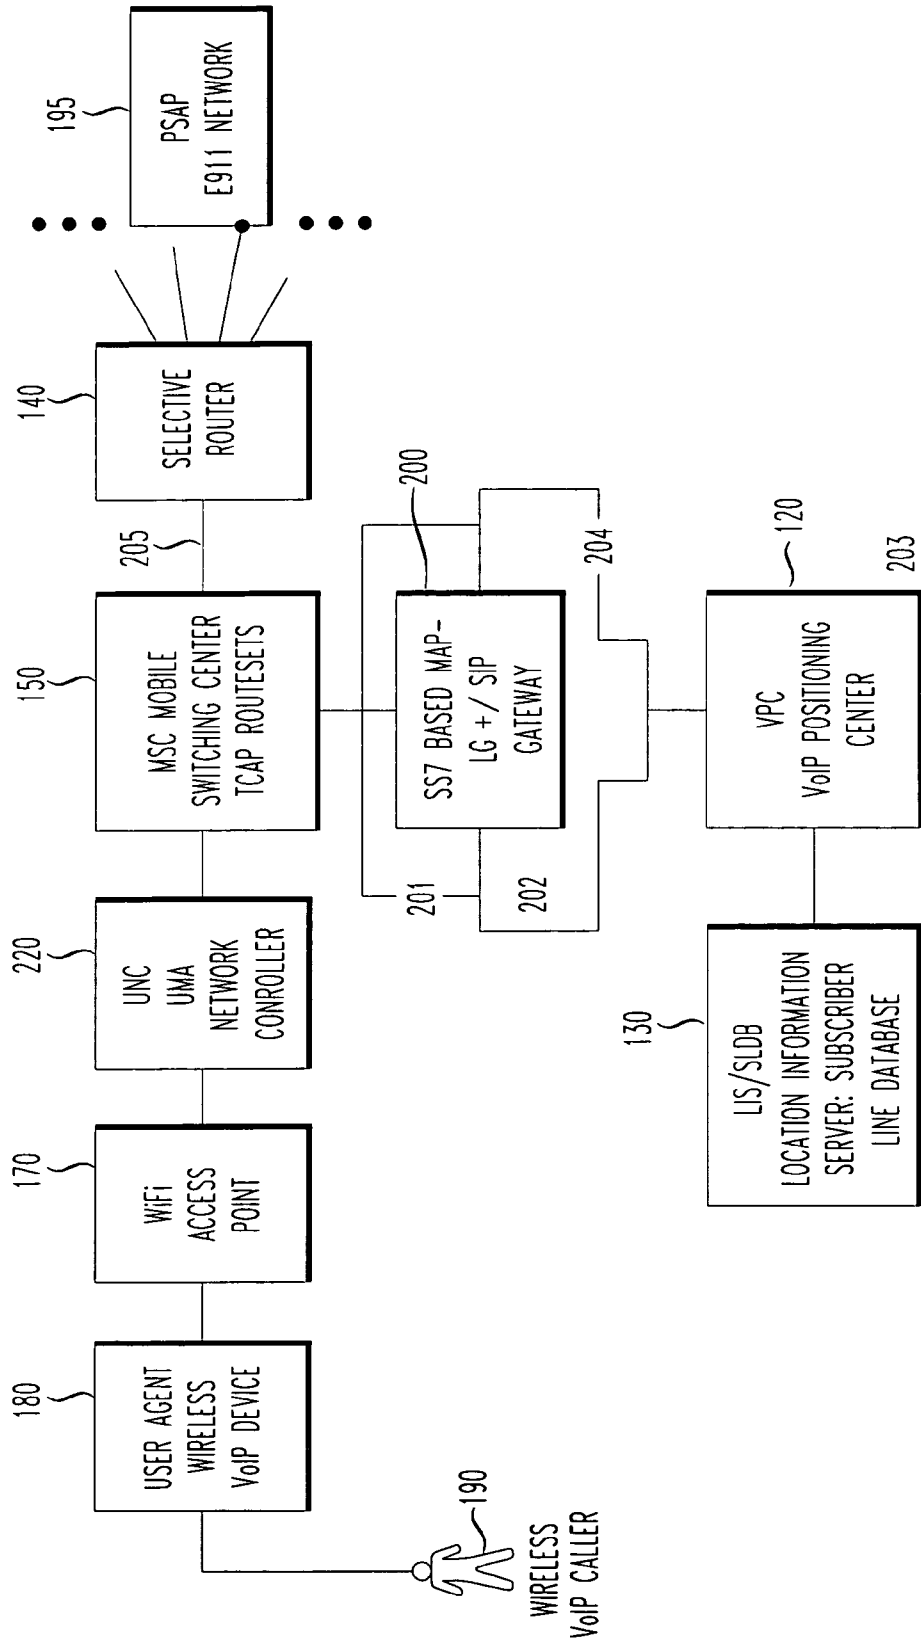 190
WIRELESS
VoIP CALLER
180
USER AGENT
WIRELESS
VoIP DEVICE
170
WiFi
ACCESS
POINT
220
UNC
UMA
NETWORK
CONROLLER
150
MSC MOBILE
SWITCHING CENTER
TCAP ROUTESETS
205
140
SELECTIVE
ROUTER
195
PSAP
E911 NETWORK
201
202
200
SS7 BASED MAP-
LG +/ SIP
GATEWAY
204
130
LIS/SLDB
LOCATION INFORMATION
SERVER: SUBSCRIBER
LINE DATABASE
120
VPC
VoIP POSITIONING
CENTER
203